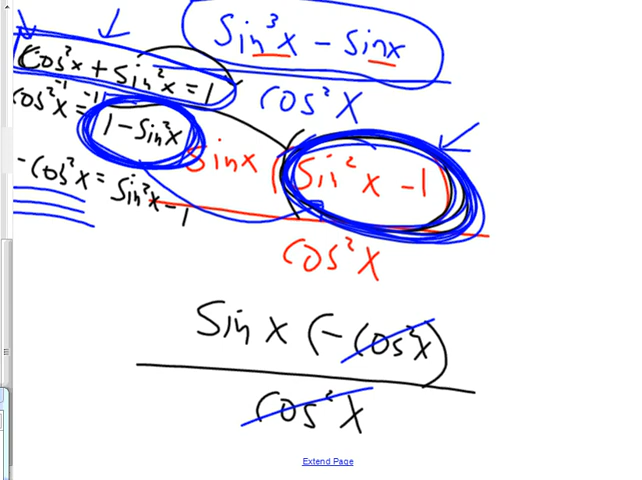 Sin³x - Sinx
cos²x
cos²x + Sin²x = 1
-1 -1
cos²x = 1 - Sin²x
-cos²x = Sin²x - 1
Sinx (Sin²x - 1)
cos²x
Sin x (-cos²x)
cos²x
Extend Page